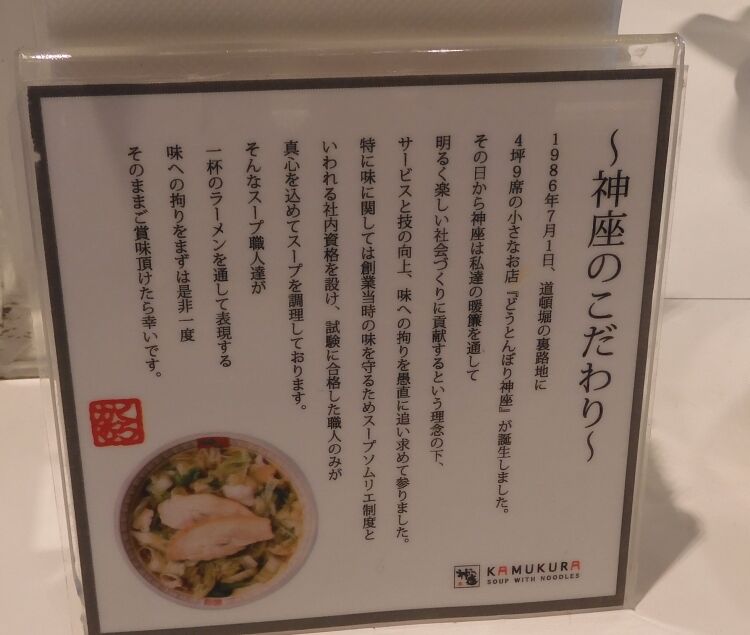 ～神座のこだわり～
1986年7月1日、道頓堀の裏路地に
4坪9席の小さなお店『どうとんぼり神座』が誕生しました。
その日から神座は私達の暖簾を通して
明るく楽しい社会づくりに貢献するという理念の下、
サービスと技の向上、味への拘りを愚直に追い求めて参りました。
特に味に関しては創業当時の味を守るためスープソムリエ制度と
いわれる社内資格を設け、試験に合格した職人のみが
真心を込めてスープを調理しております。
そんなスープ職人達が
一杯のラーメンを通して表現する
味への拘りをまずは是非一度
そのままご賞味頂けたら幸いです。
KAMUKURA
SOUP WITH NOODLES